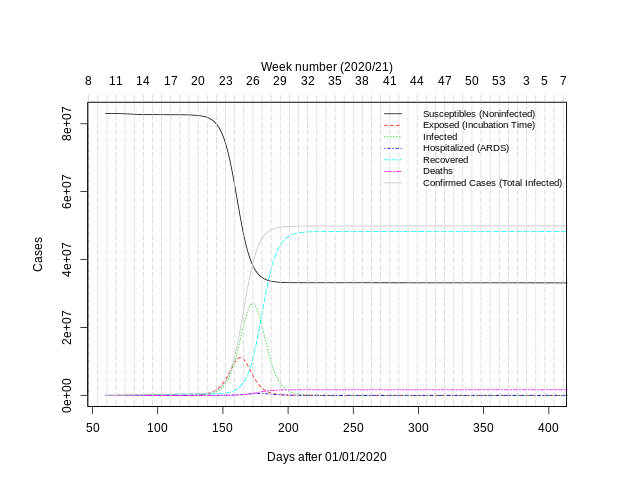 Week number (2020/21)
8 11 14 17 20 23 26 29 32 35 38 41 44 47 50 53 3 5 7
Susceptibles (Noninfected)
Exposed (Incubation Time)
Infected
Hospitalized (ARDS)
Recovered
Deaths
Confirmed Cases (Total Infected)
Cases
8e+07
6e+07
4e+07
2e+07
0e+00
50 100 150 200 250 300 350 400
Days after 01/01/2020